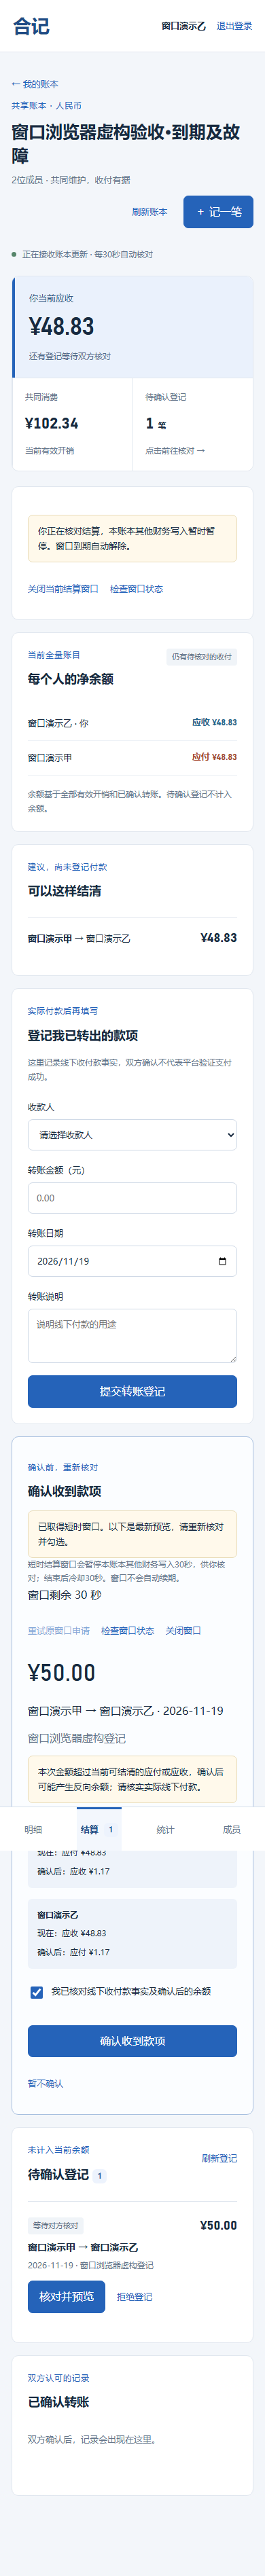 合记
窗口演示乙 退出登录
← 我的账本
共享账本 · 人民币
窗口浏览器虚构验收·到期及故
障
2位成员 · 共同维护，收付有据
刷新账本
＋ 记一笔
正在接收账本更新 · 每30秒自动核对
你当前应收
¥48.83
还有登记等待双方核对
共同消费
¥102.34
当前有效开销
待确认登记
1 笔
点击前往核对 →
你正在核对结算，本账本其他财务写入暂时暂
停。窗口到期自动解除。
关闭当前结算窗口 检查窗口状态
当前全量账目
仍有待核对的收付
每个人的净余额
窗口演示乙 · 你
应收 ¥48.83
窗口演示甲
应付 ¥48.83
余额基于全部有效开销和已确认转账。待确认登记不计入
余额。
建议，尚未登记付款
可以这样结清
窗口演示甲 → 窗口演示乙
¥48.83
实际付款后再填写
登记我已转出的款项
这里记录线下收付款事实，双方确认不代表平台验证支付
成功。
收款人
请选择收款人
转账金额（元）
0.00
转账日期
2026/11/19
转账说明
说明线下付款的用途
提交转账登记
确认前，重新核对
确认收到款项
已取得短时窗口。以下是最新预览，请重新核对
并勾选。
短时结算窗口会暂停本账本其他财务写入30秒，供你核
对；结束后冷却30秒。窗口不会自动续期。
窗口剩余 30 秒
重试原窗口申请 检查窗口状态 关闭窗口
¥50.00
窗口演示甲 → 窗口演示乙 · 2026-11-19
窗口浏览器虚构登记
本次金额超过当前可结清的应付或应收，确认后
可能产生反向余额；请核实实际线下付款。
明细
结算 1
统计
成员
现在：应付 ¥48.83
确认后：应收 ¥1.17
窗口演示乙
现在：应收 ¥48.83
确认后：应付 ¥1.17
我已核对线下收付款事实及确认后的余额
确认收到款项
暂不确认
未计入当前余额
刷新登记
待确认登记 1
等待对方核对
¥50.00
窗口演示甲 → 窗口演示乙
2026-11-19 · 窗口浏览器虚构登记
核对并预览
拒绝登记
双方认可的记录
已确认转账
双方确认后，记录会出现在这里。